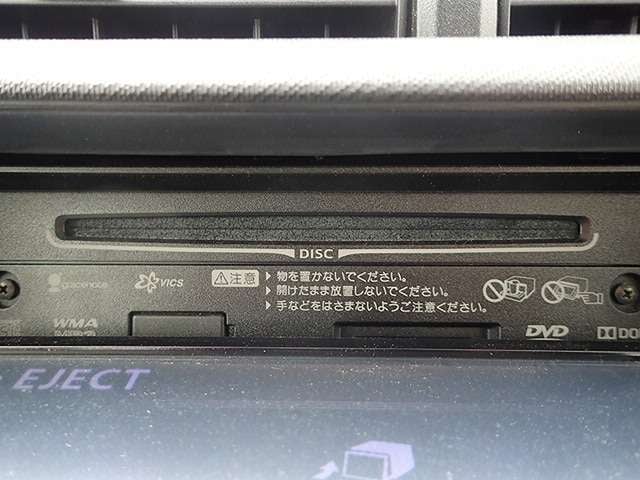 DISC
gracenote
VICS
⚠注意
▶物を置かないでください。
▶開けたまま放置しないでください。
▶手などをはさまないようご注意ください。
WMA
DVD
DO
EJECT